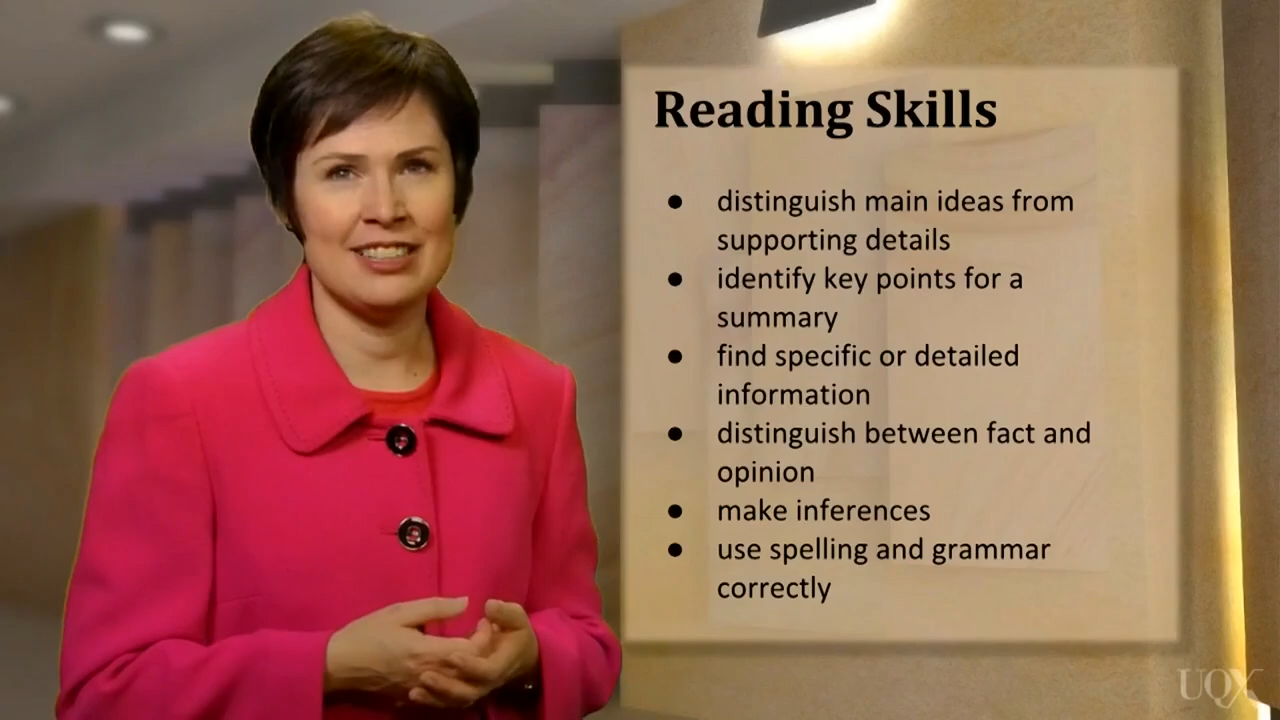 Reading Skills
● distinguish main ideas from
supporting details
● identify key points for a
summary
● find specific or detailed
information
● distinguish between fact and
opinion
● make inferences
● use spelling and grammar
correctly
UQX